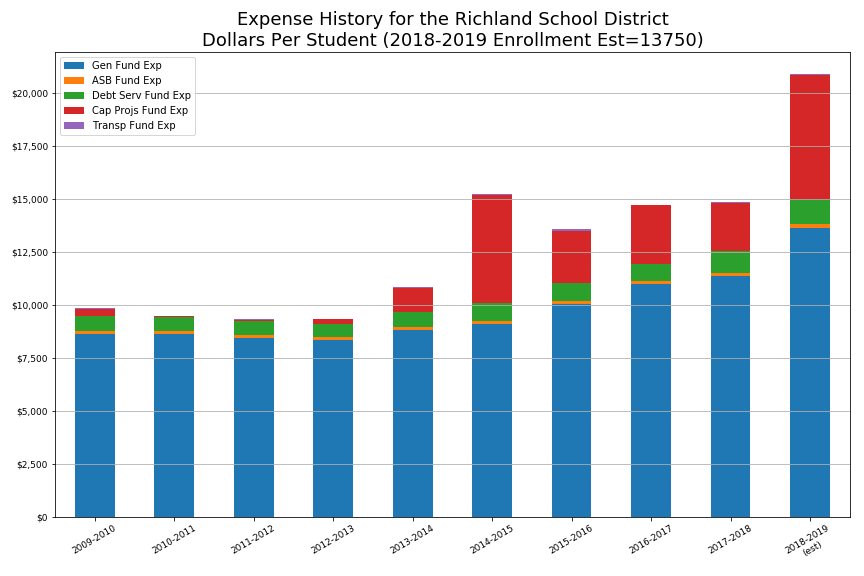 Expense History for the Richland School District
Dollars Per Student (2018-2019 Enrollment Est=13750)
Gen Fund Exp
ASB Fund Exp
Debt Serv Fund Exp
Cap Projs Fund Exp
Transp Fund Exp
$20,000
$17,500
$15,000
$12,500
$10,000
$7,500
$5,000
$2,500
$0
2009-2010
2010-2011
2011-2012
2012-2013
2013-2014
2014-2015
2015-2016
2016-2017
2017-2018
2018-2019
(est)